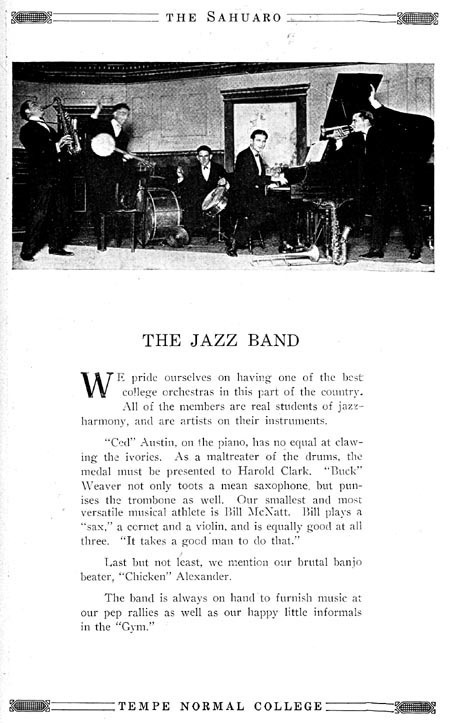 THE SAHUARO
THE JAZZ BAND
WE pride ourselves on having one of the best
college orchestras in this part of the country.
All of the members are real students of jazz-
harmony, and are artists on their instruments.
"Ced" Austin, on the piano, has no equal at claw-
ing the ivories. As a maltreater of the drums, the
medal must be presented to Harold Clark. "Buck"
Weaver not only toots a mean saxophone, but pun-
ises the trombone as well. Our smallest and most
versatile musical athlete is Bill McNatt. Bill plays a
"sax," a cornet and a violin, and is equally good at all
three. "It takes a good man to do that."
Last but not least, we mention our brutal banjo
beater, "Chicken" Alexander.
The band is always on hand to furnish music at
our pep rallies as well as our happy little informals
in the "Gym."
TEMPE NORMAL COLLEGE